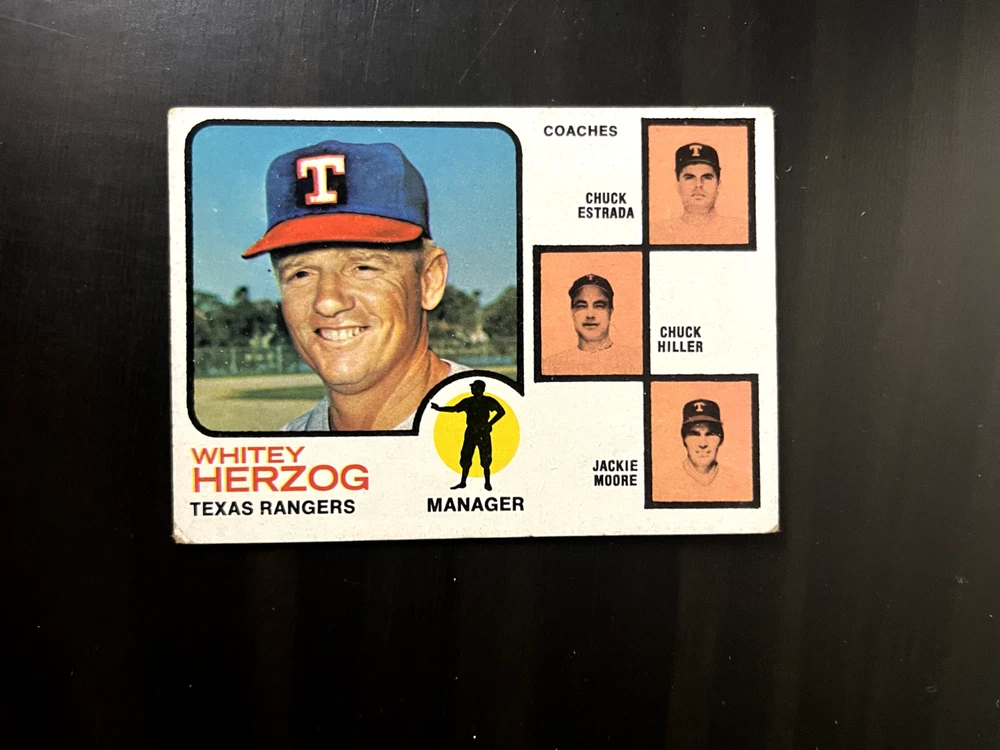 COACHES
CHUCK
ESTRADA
CHUCK
HILLER
JACKIE
MOORE
WHITEY
HERZOG
TEXAS RANGERS
MANAGER
T
T
T
T